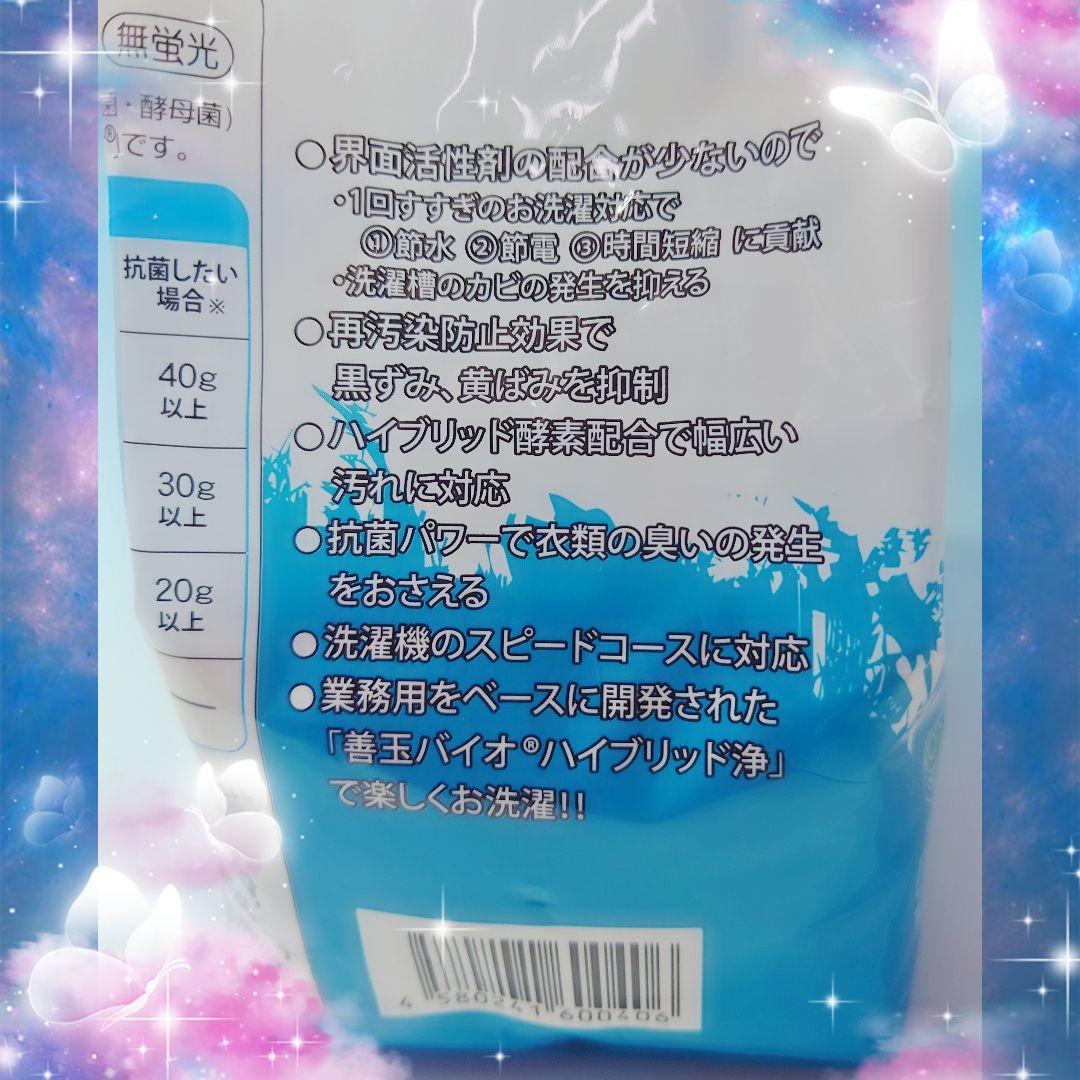 無蛍光
菌・酵母菌)
®」です。
抗菌したい
場合※
40g
以上
30g
以上
20g
以上
○界面活性剤の配合が少ないので
・1回すすぎのお洗濯対応で
①節水 ②節電 ③時間短縮 に貢献
・洗濯槽のカビの発生を抑える
○再汚染防止効果で
黒ずみ、黄ばみを抑制
○ハイブリッド酵素配合で幅広い
汚れに対応
●抗菌パワーで衣類の臭いの発生
をおさえる
●洗濯機のスピードコースに対応
●業務用をベースに開発された
「善玉バイオ®ハイブリッド浄」
で楽しくお洗濯!!
4 580241 600406